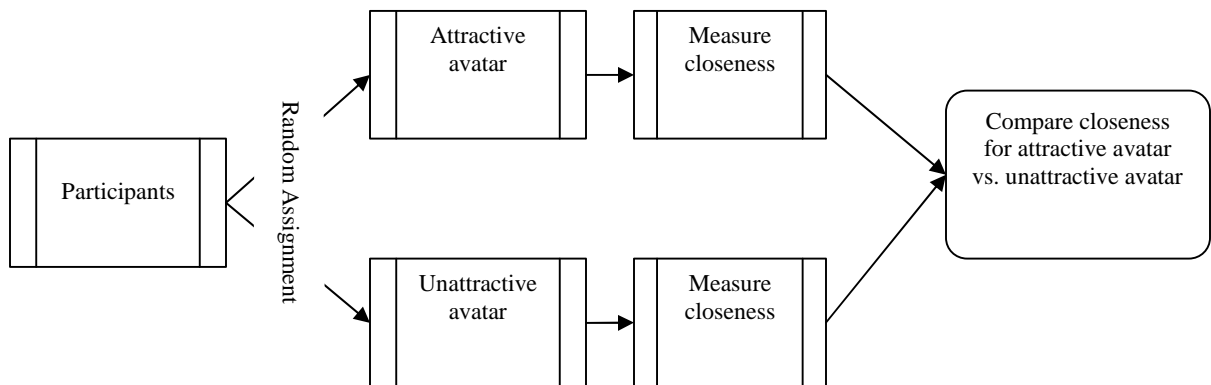 Participants
Random Assignment
Attractive
avatar
Measure
closeness
Unattractive
avatar
Measure
closeness
Compare closeness
for attractive avatar
vs. unattractive avatar